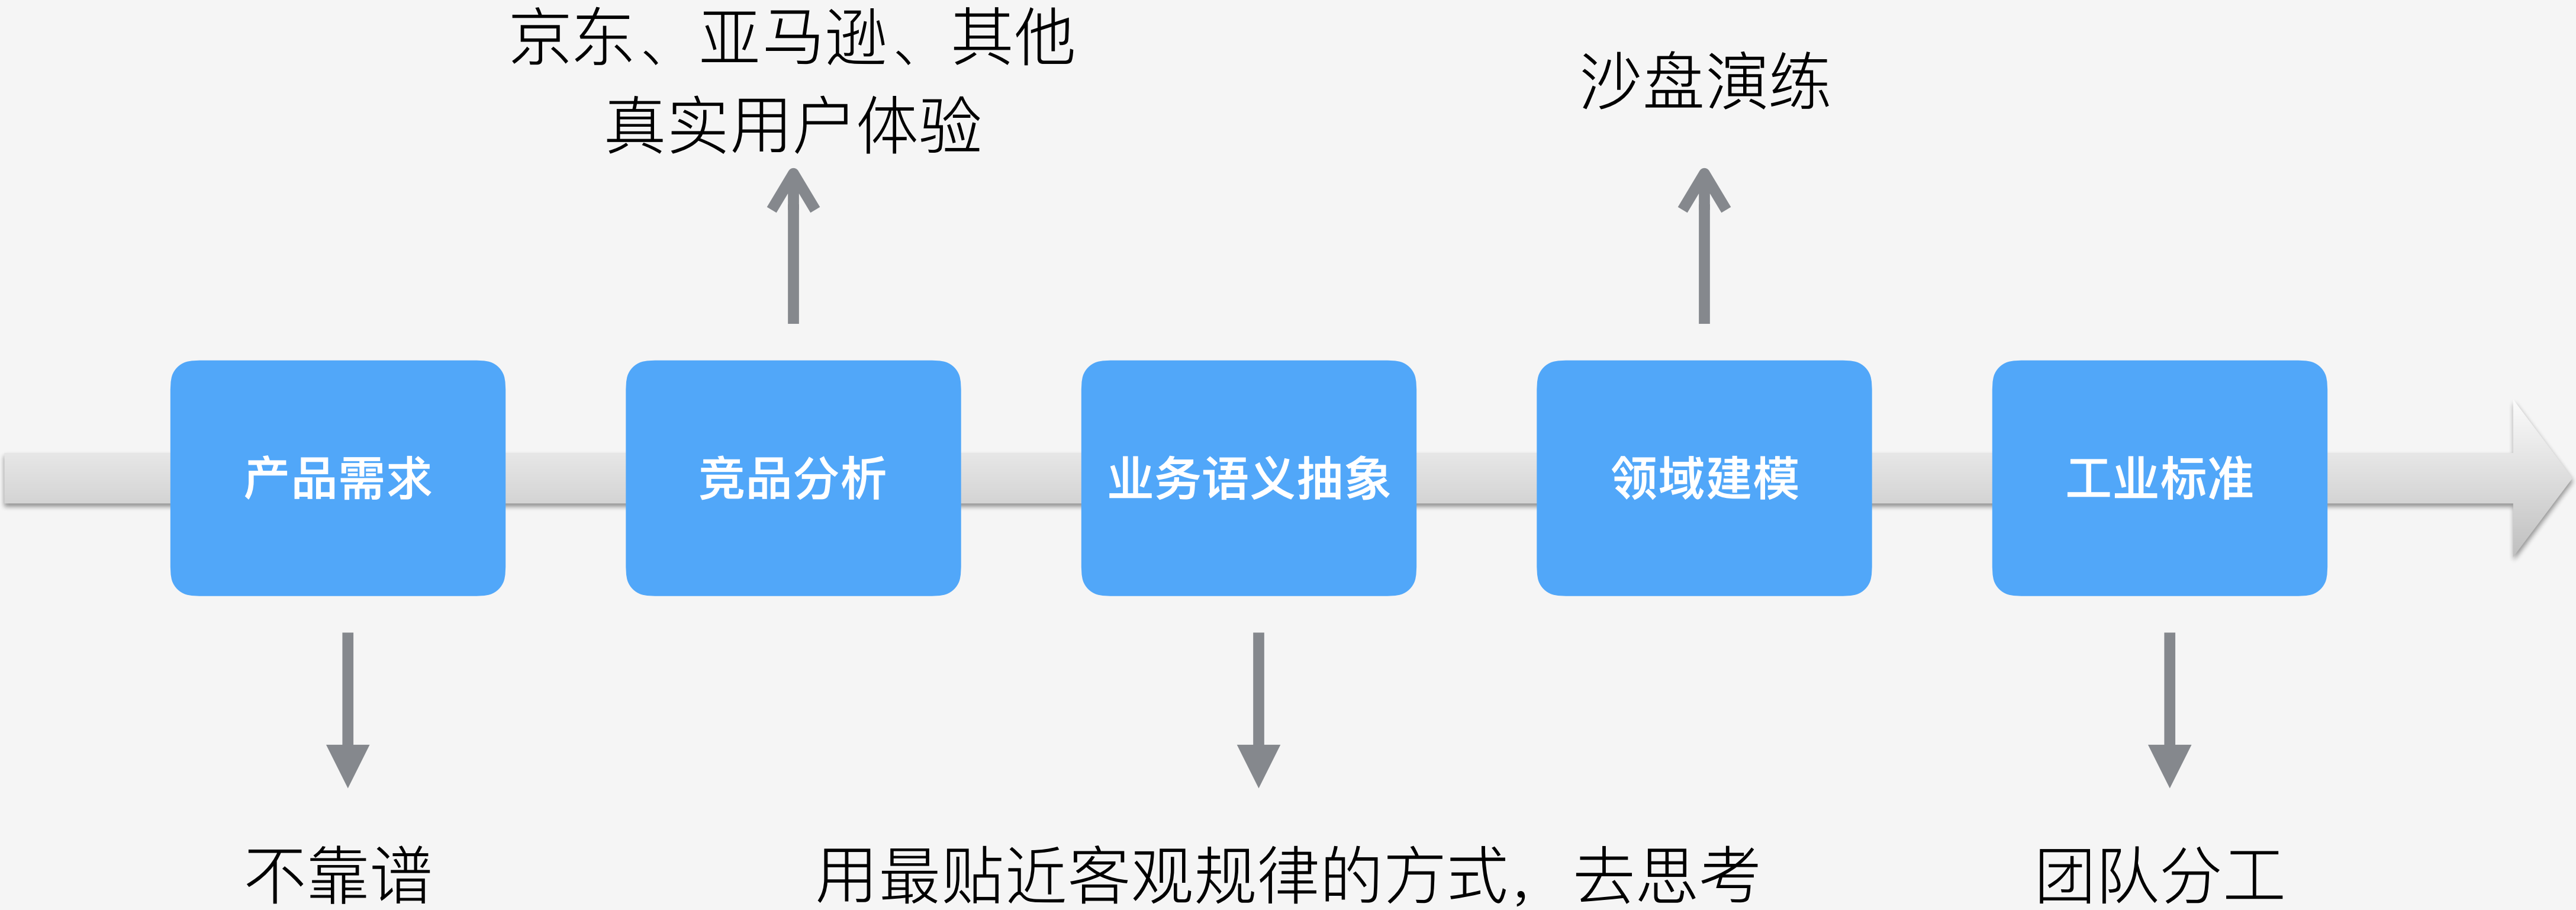 京东、亚马逊、其他
真实用户体验
沙盘演练
产品需求
竞品分析
业务语义抽象
领域建模
工业标准
不靠谱
用最贴近客观规律的方式，去思考
团队分工